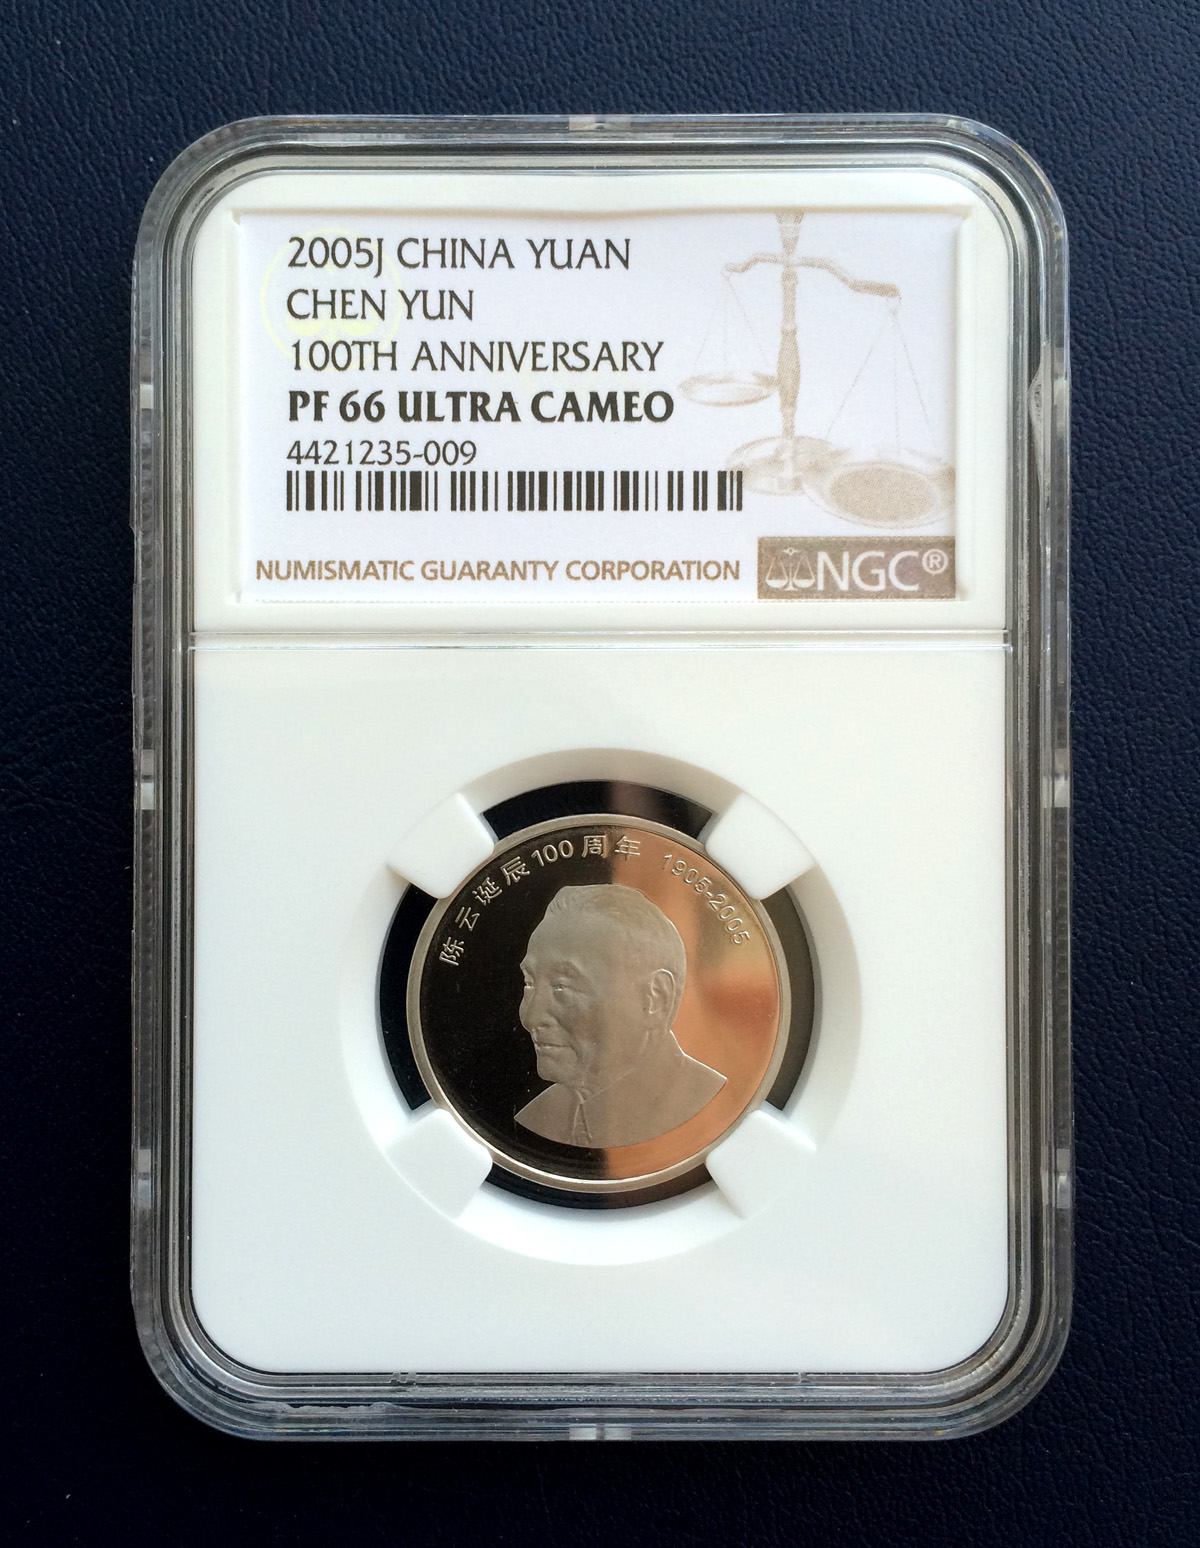 2005J CHINA YUAN
CHEN YUN
100TH ANNIVERSARY
PF 66 ULTRA CAMEO
4421235-009
NUMISMATIC GUARANTY CORPORATION
NGC®
陈云诞辰100周年 1905-2005